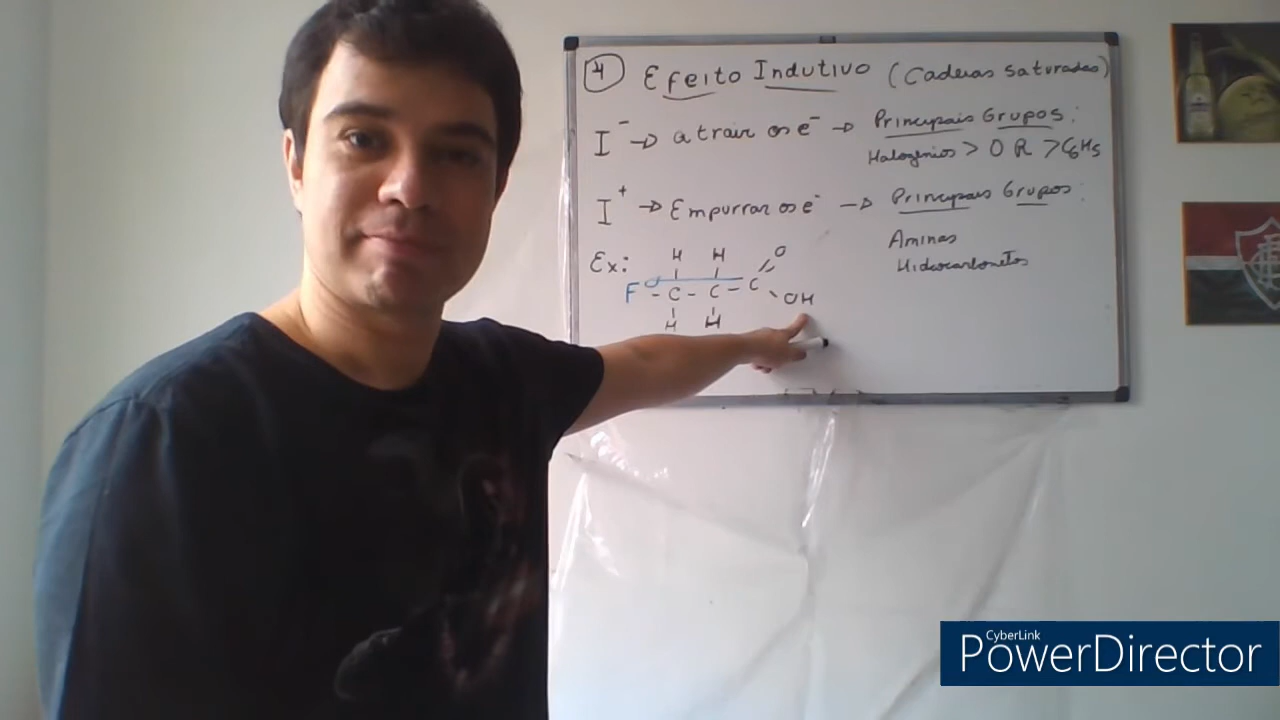 4 Efeito Indutivo (Cadeias Saturadas)
I⁻ → atrair os e⁻ → Principais Grupos:
Halogênios > OR > C6H5
I⁺ → Empurrar os e⁻ → Principais Grupos:
Aminas
Hidrocarbonetos
Ex:
H H O
F - C - C - C
OH
H H
CyberLink
PowerDirector